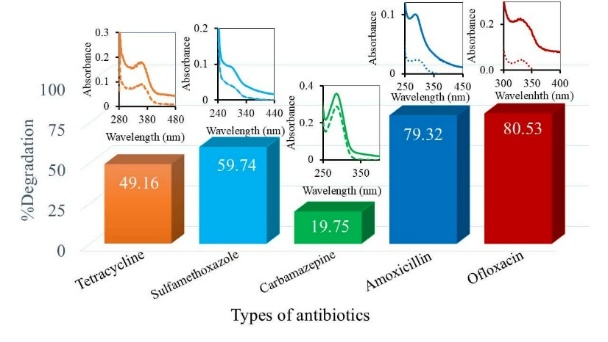 0.3
0.2
0.1
0
280 380 480
Absorbance
Wavelength (nm)
0.2
0.1
0
240 340 440
Absorbance
Wavelength (nm)
0.4
0.2
0
250 350
Absorbance
Wavelength (nm)
0.1
0
250 350 450
Absorbance
Wavelength (nm)
0.2
0.0
300 350 400
Absorbance
Wavelenhth (nm)
100
75
50
25
0
%Degradation
49.16
59.74
19.75
79.32
80.53
Tetracycline
Sulfamethoxazole
Carbamazepine
Amoxicillin
Ofloxacin
Types of antibiotics